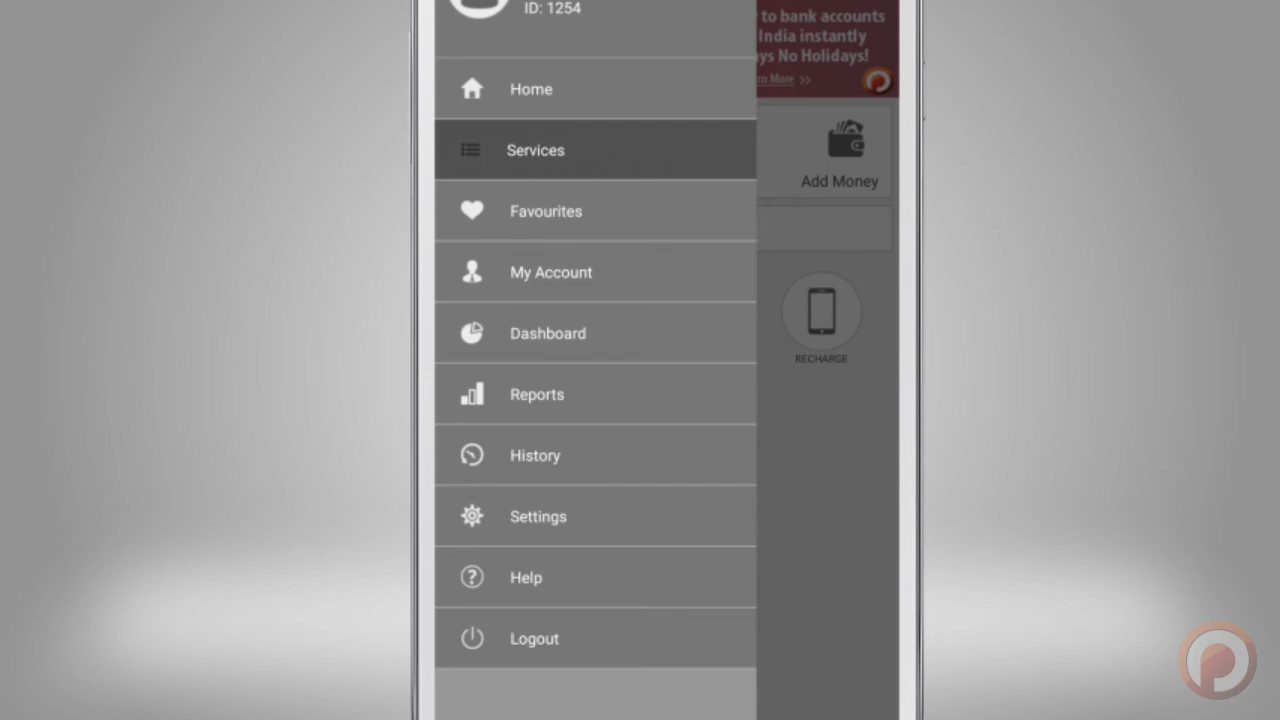 ID: 1254
to bank accounts
India instantly
No Holidays!
More >>
Home
Services
Add Money
Favourites
My Account
Dashboard
RECHARGE
Reports
History
Settings
Help
Logout